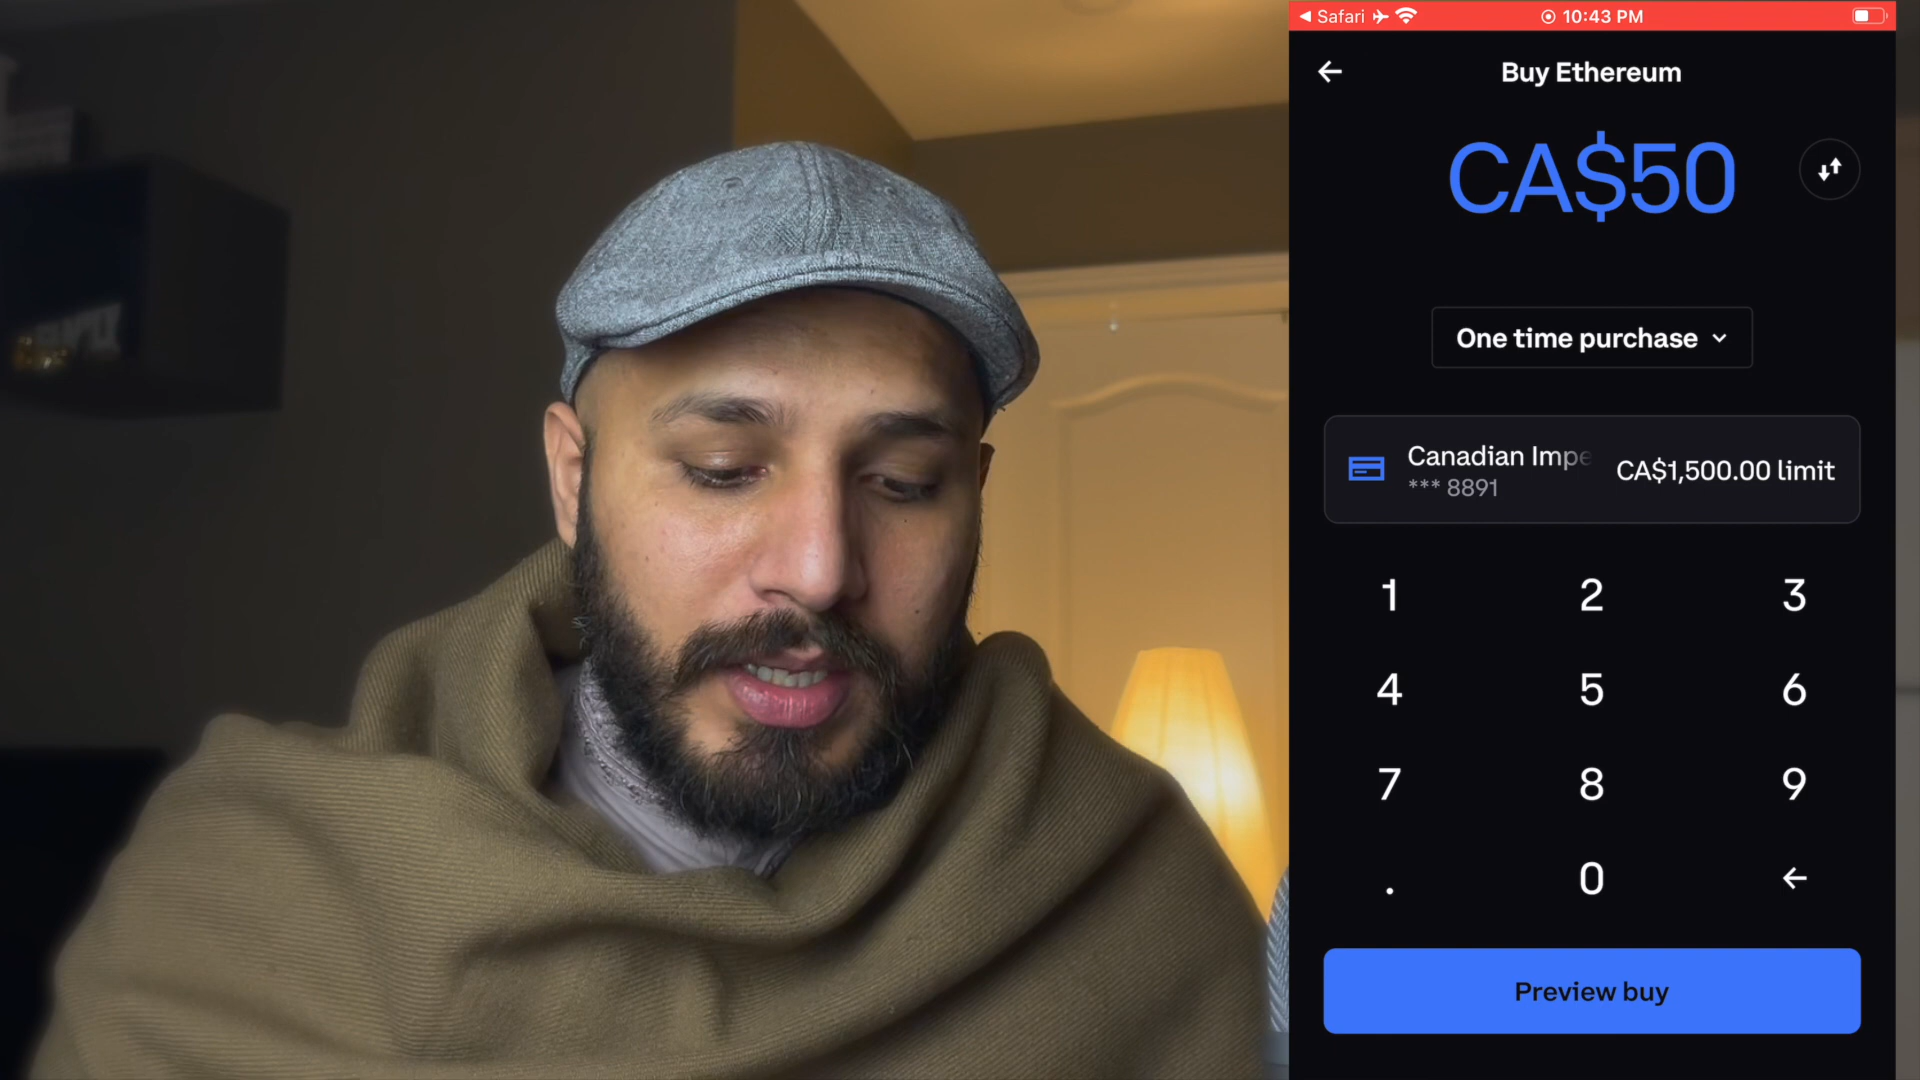 Safari
10:43 PM
Buy Ethereum
CA$50
One time purchase
Canadian Impe
*** 8891
CA$1,500.00 limit
1 2 3
4 5 6
7 8 9
. 0
Preview buy